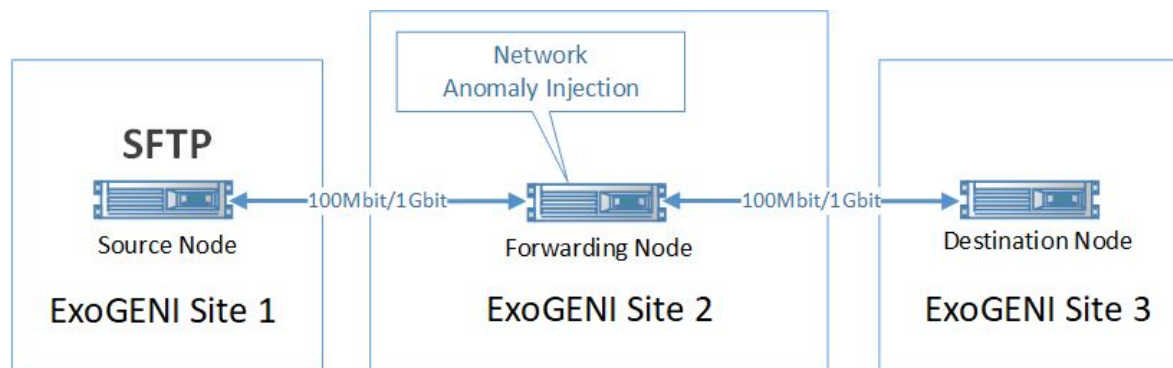 Network
Anomaly Injection
SFTP
100Mbit/1Gbit
100Mbit/1Gbit
Source Node
Forwarding Node
Destination Node
ExoGENI Site 1
ExoGENI Site 2
ExoGENI Site 3